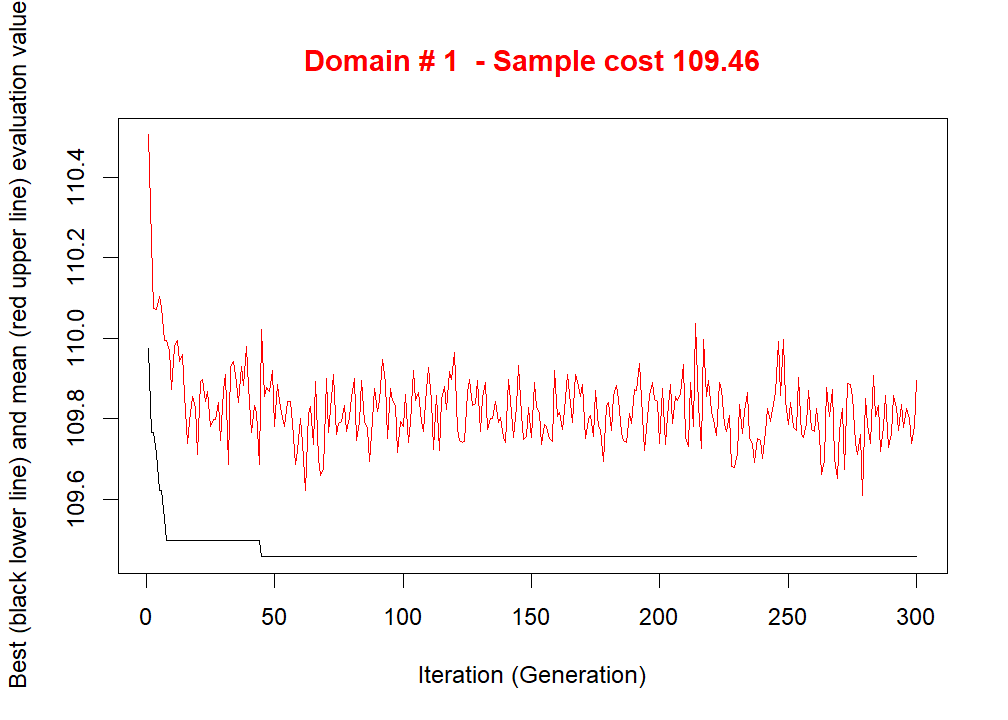 Domain # 1 - Sample cost 109.46
Best (black lower line) and mean (red upper line) evaluation value
110.4
110.2
110.0
109.8
109.6
0 50 100 150 200 250 300
Iteration (Generation)